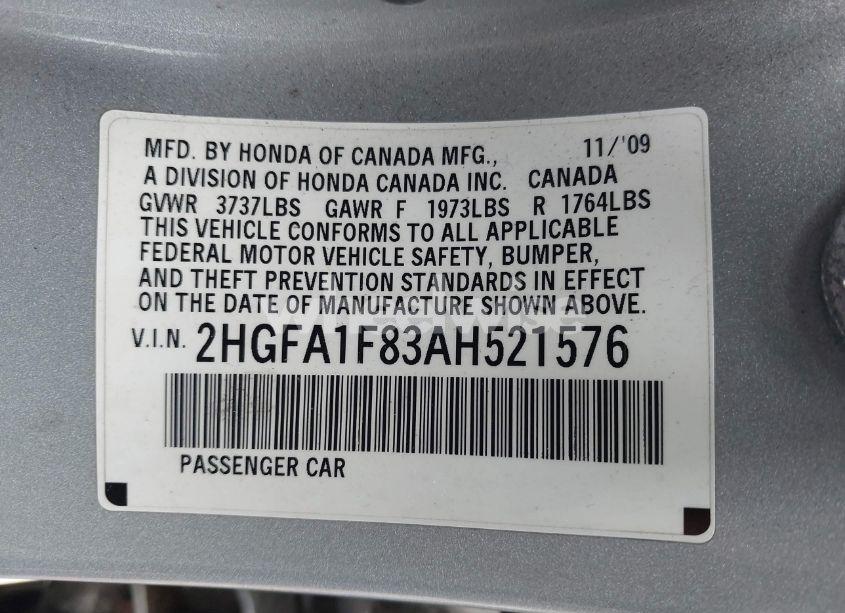 MFD. BY HONDA OF CANADA MFG., 11/'09
A DIVISION OF HONDA CANADA INC. CANADA
GVWR 3737LBS GAWR F 1973LBS R 1764LBS
THIS VEHICLE CONFORMS TO ALL APPLICABLE
FEDERAL MOTOR VEHICLE SAFETY, BUMPER,
AND THEFT PREVENTION STANDARDS IN EFFECT
ON THE DATE OF MANUFACTURE SHOWN ABOVE.
V.I.N. 2HGFA1F83AH521576
PASSENGER CAR